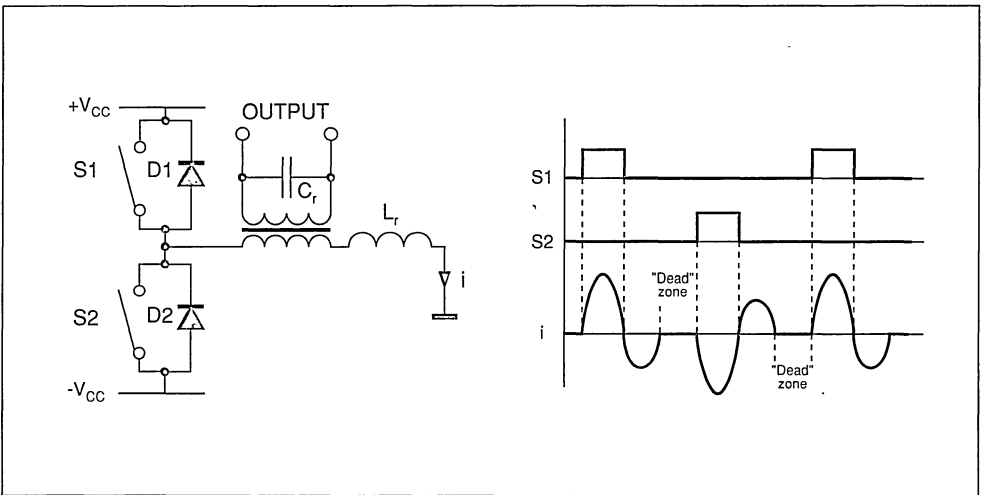 +VCC
OUTPUT
S1
D1
Cr
Lr
i
S2
D2
-VCC
S1
S2
"Dead"
zone
i
"Dead"
zone